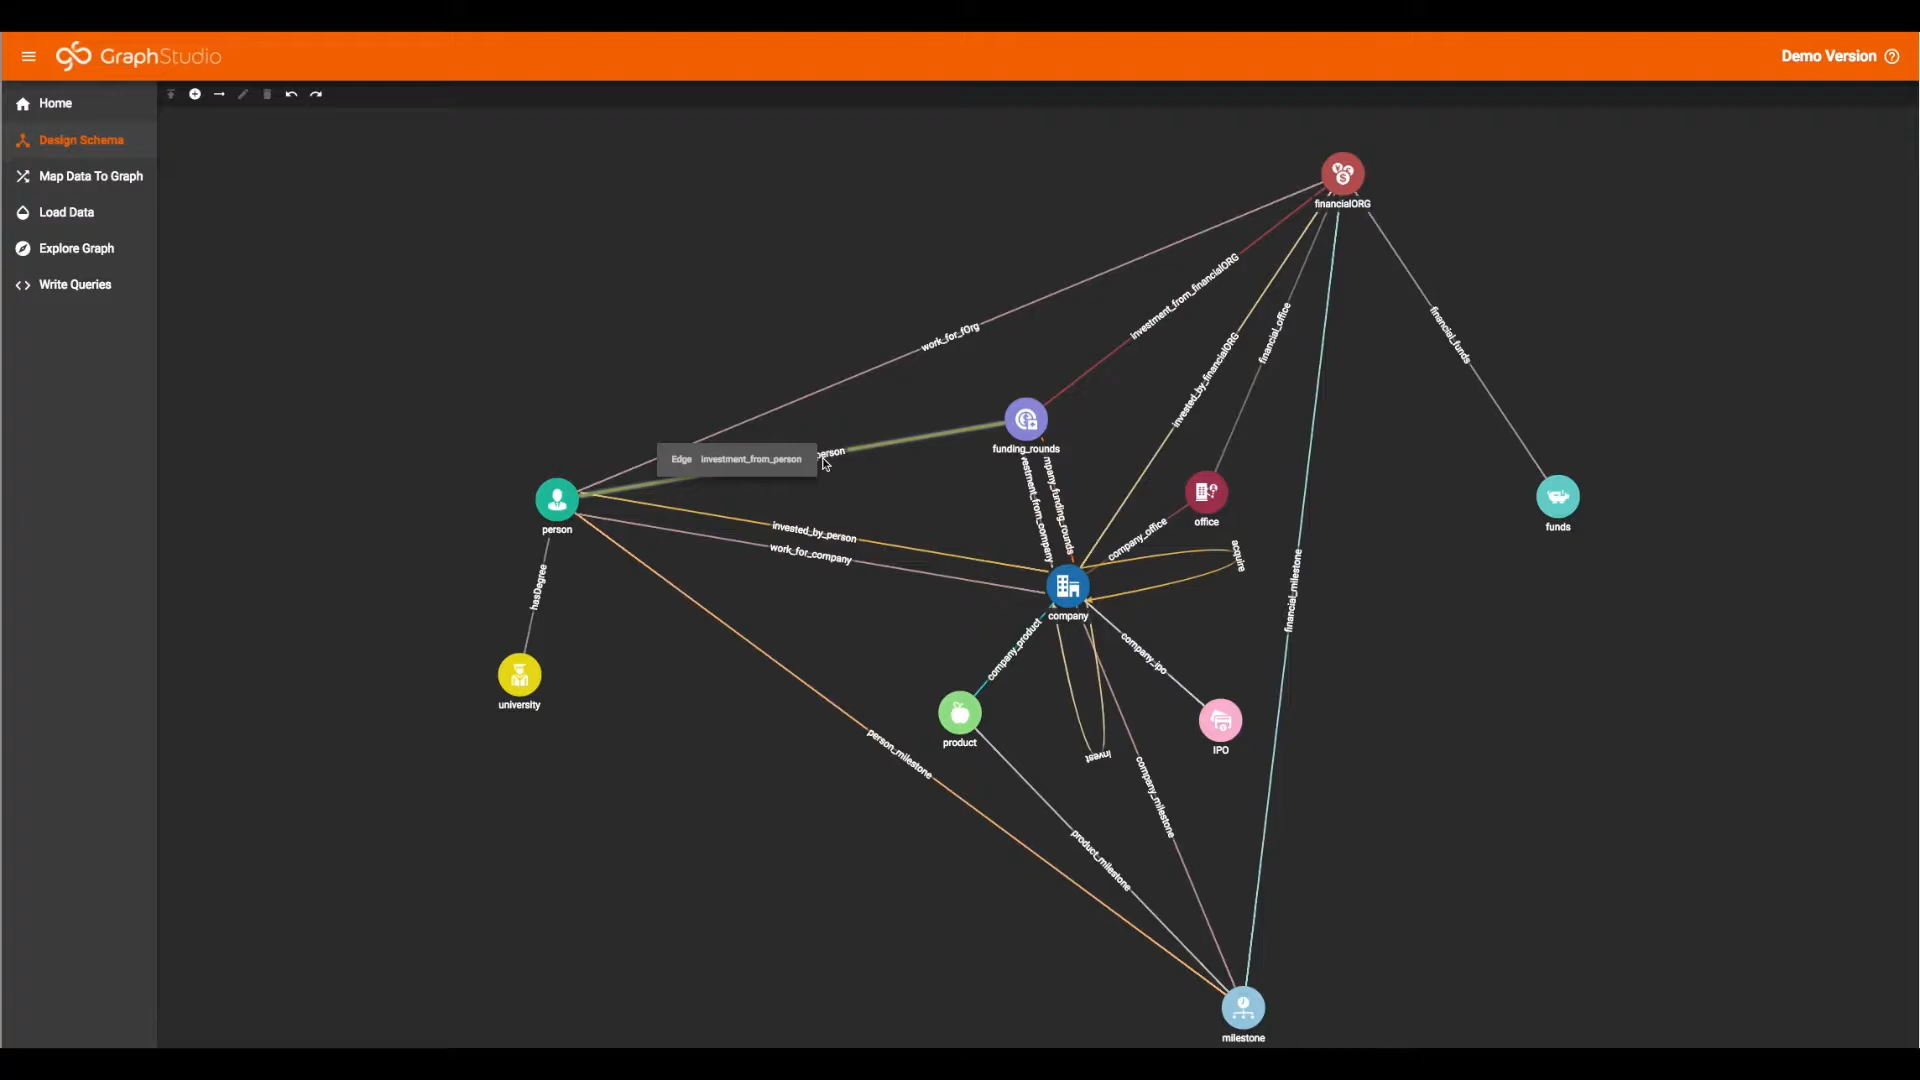 GraphStudio
Demo Version
Home
Design Schema
Map Data To Graph
Load Data
Explore Graph
Write Queries
financialORG
work_for_fOrg
investment_from_financialORG
invested_by_financialORG
financial_office
financial_funds
funding_rounds
Edge investment_from_person
person
person
office
funds
invested_by_person
work_for_company
vestment_from_company
mpany_funding_rounds
company_office
acquire
hasDegree
company
financial_milestone
company_product
company_ipo
university
product
IPO
invest
person_milestone
company_milestone
product_milestone
milestone